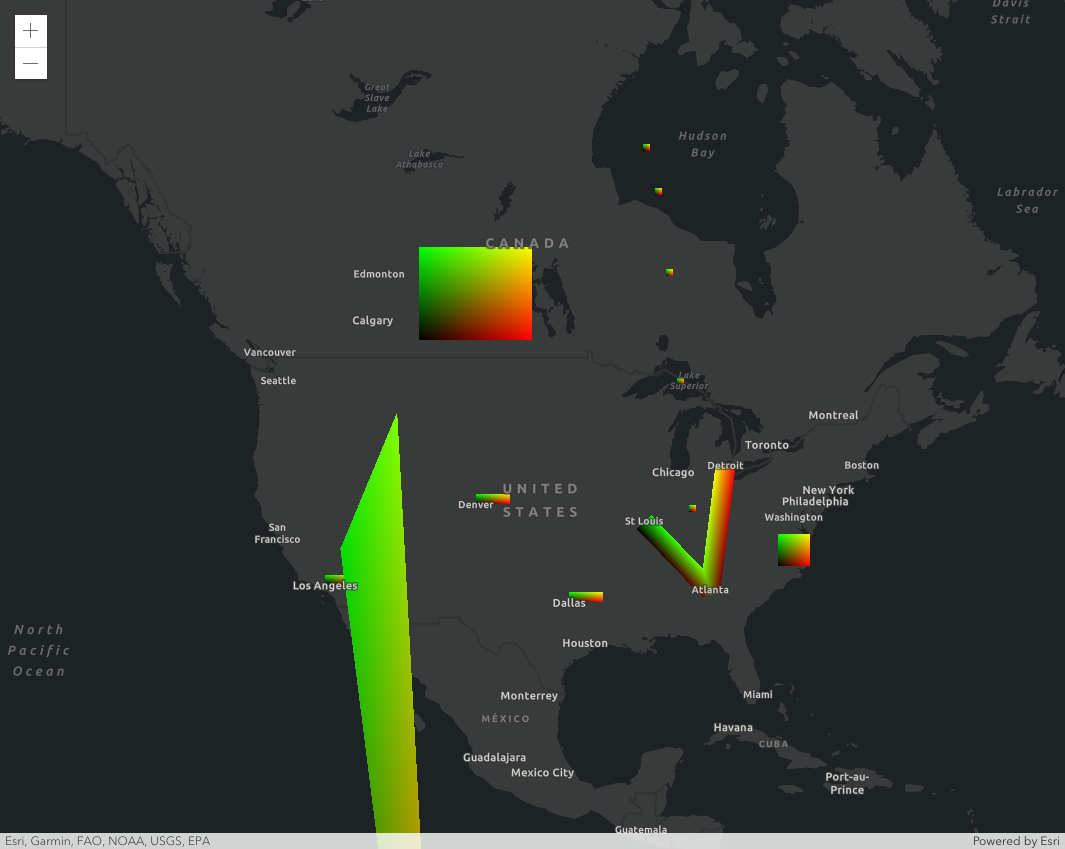 Davis
Strait
+
−
Great
Slave
Lake
Hudson
Bay
Lake
Athabasca
Labrador
Sea
CANADA
Edmonton
Calgary
Vancouver
Seattle
Lake
Superior
Montreal
Toronto
Chicago
Detroit
Boston
UNITED
STATES
Denver
New York
Philadelphia
Washington
St Louis
San
Francisco
Los Angeles
Atlanta
Dallas
North
Pacific
Ocean
Houston
Monterrey
Miami
MÉXICO
Havana
CUBA
Guadalajara
Mexico City
Port-au-
Prince
Guatemala
Esri, Garmin, FAO, NOAA, USGS, EPA
Powered by Esri